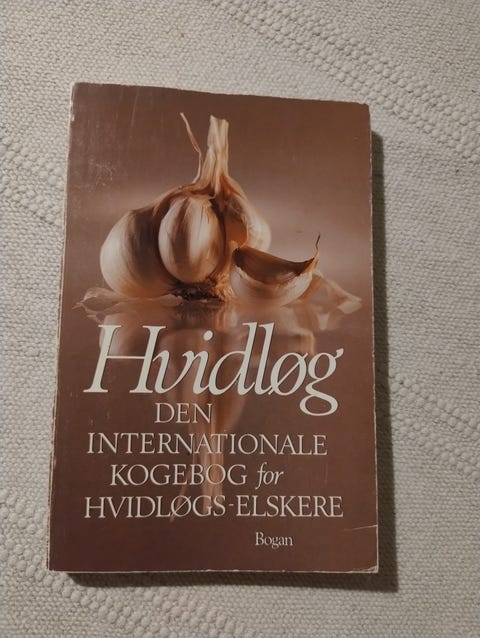 Hvidløg
DEN
INTERNATIONALE
KOGEBOG for
HVIDLØGS-ELSKERE
Bogan